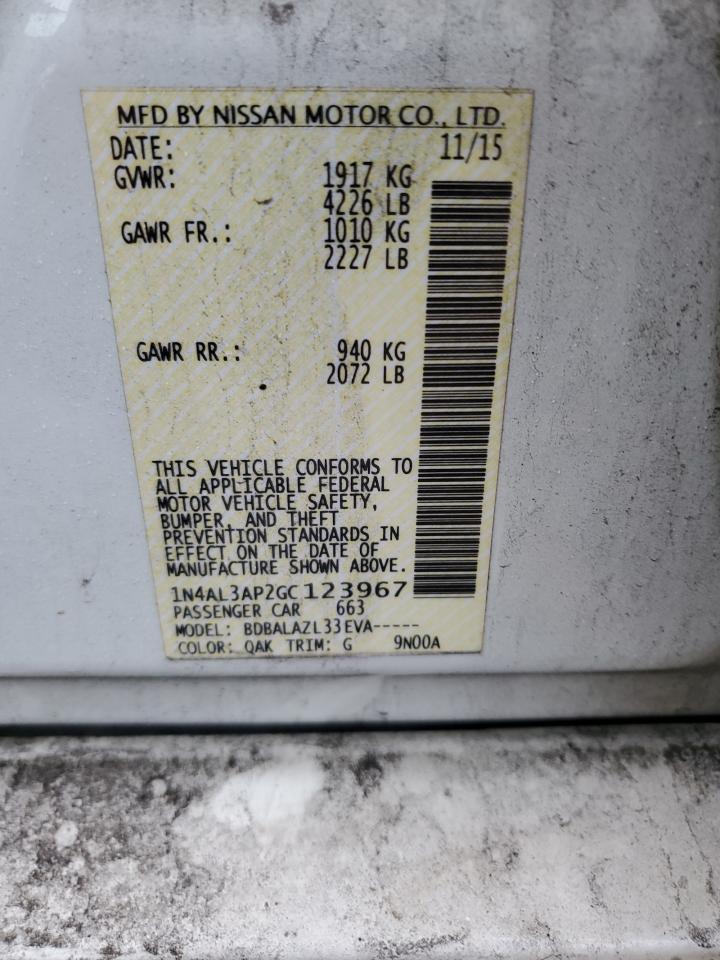 MFD BY NISSAN MOTOR CO., LTD.
DATE: 11/15
GVWR: 1917 KG
4226 LB
GAWR FR.: 1010 KG
2227 LB
GAWR RR.: 940 KG
2072 LB
THIS VEHICLE CONFORMS TO
ALL APPLICABLE FEDERAL
MOTOR VEHICLE SAFETY,
BUMPER, AND THEFT
PREVENTION STANDARDS IN
EFFECT ON THE DATE OF
MANUFACTURE SHOWN ABOVE.
1N4AL3AP2GC123967
PASSENGER CAR 663
MODEL: BDBALAZL33EVA-----
COLOR: QAK TRIM: G 9N00A